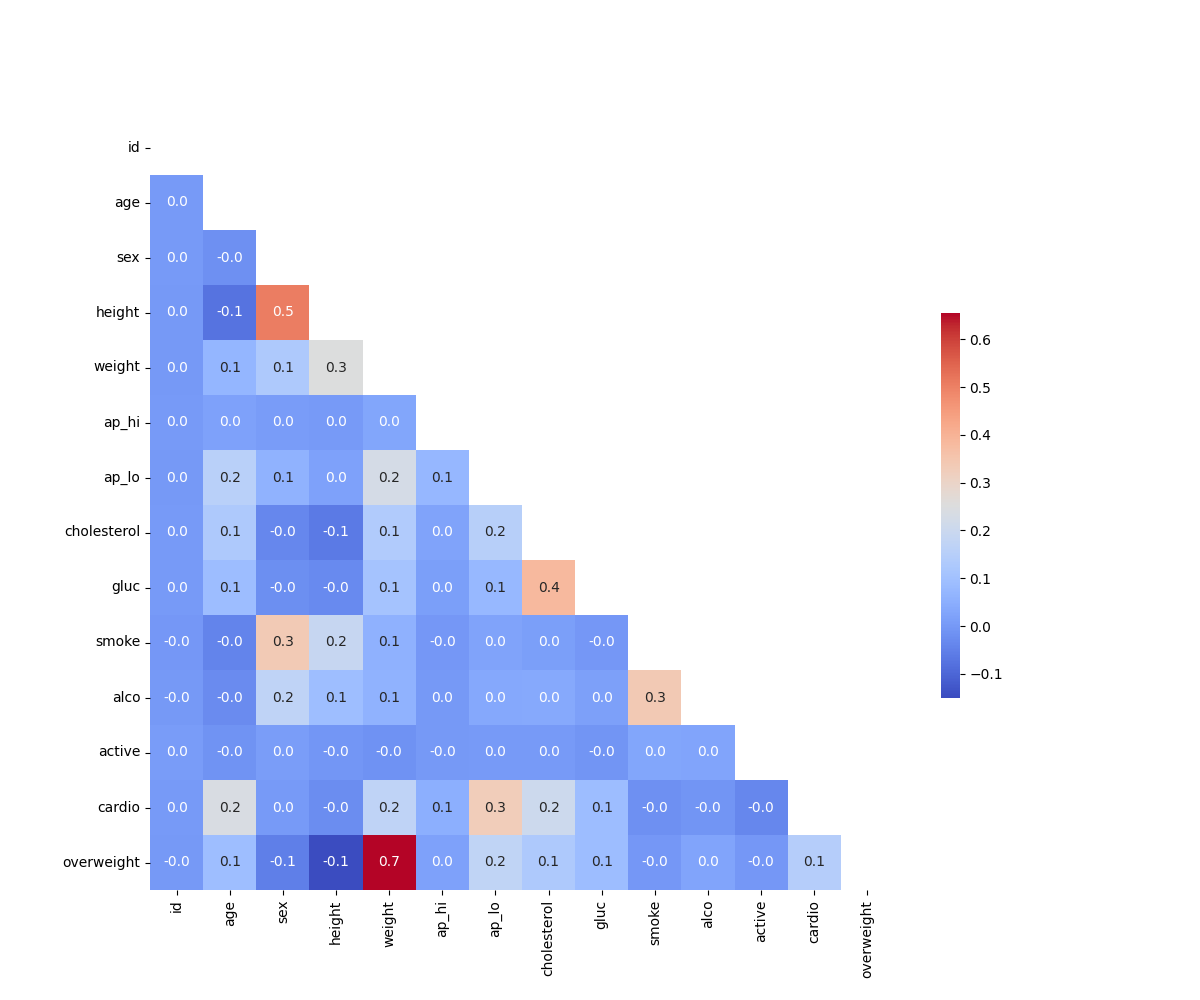 id
age 0.0
sex 0.0 -0.0
height 0.0 -0.1 0.5
weight 0.0 0.1 0.1 0.3
ap_hi 0.0 0.0 0.0 0.0 0.0
ap_lo 0.0 0.2 0.1 0.0 0.2 0.1
cholesterol 0.0 0.1 -0.0 -0.1 0.1 0.0 0.2
gluc 0.0 0.1 -0.0 -0.0 0.1 0.0 0.1 0.4
smoke -0.0 -0.0 0.3 0.2 0.1 -0.0 0.0 0.0 -0.0
alco -0.0 -0.0 0.2 0.1 0.1 0.0 0.0 0.0 0.0 0.3
active 0.0 -0.0 0.0 -0.0 -0.0 -0.0 0.0 0.0 -0.0 0.0 0.0
cardio 0.0 0.2 0.0 -0.0 0.2 0.1 0.3 0.2 0.1 -0.0 -0.0 -0.0
overweight -0.0 0.1 -0.1 -0.1 0.7 0.0 0.2 0.1 0.1 -0.0 0.0 -0.0 0.1
id age sex height weight ap_hi ap_lo cholesterol gluc smoke alco active cardio overweight
0.6
0.5
0.4
0.3
0.2
0.1
0.0
−0.1